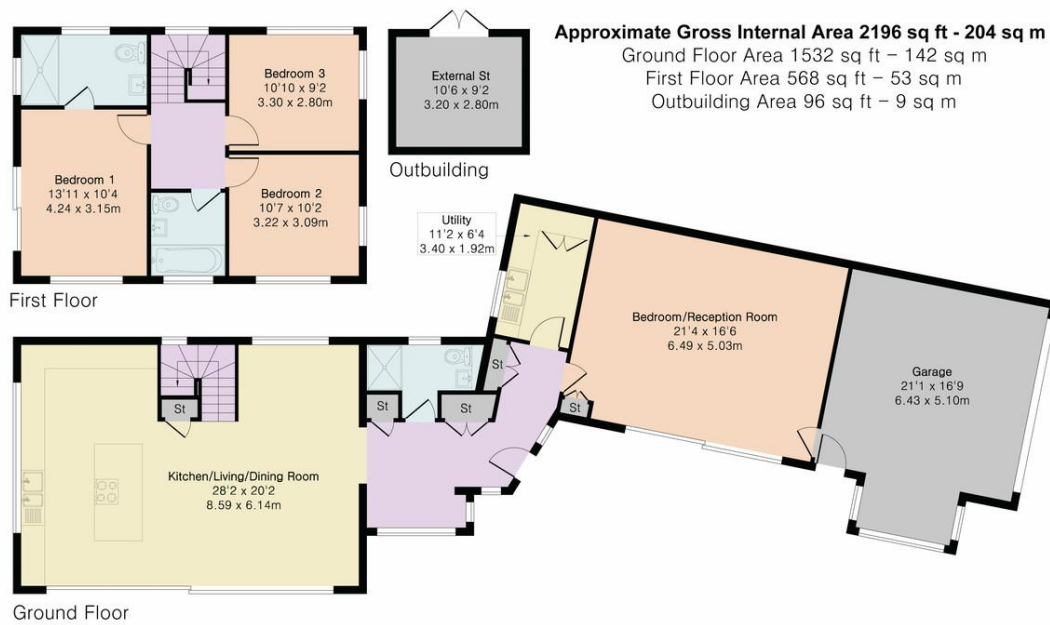 Approximate Gross Internal Area 2196 sq ft - 204 sq m
Ground Floor Area 1532 sq ft – 142 sq m
First Floor Area 568 sq ft – 53 sq m
Outbuilding Area 96 sq ft – 9 sq m
Bedroom 3
10'10 x 9'2
3.30 x 2.80m
Bedroom 1
13'11 x 10'4
4.24 x 3.15m
Bedroom 2
10'7 x 10'2
3.22 x 3.09m
First Floor
External St
10'6 x 9'2
3.20 x 2.80m
Outbuilding
Utility
11'2 x 6'4
3.40 x 1.92m
Bedroom/Reception Room
21'4 x 16'6
6.49 x 5.03m
Garage
21'1 x 16'9
6.43 x 5.10m
St
St
St
St
St
Kitchen/Living/Dining Room
28'2 x 20'2
8.59 x 6.14m
Ground Floor